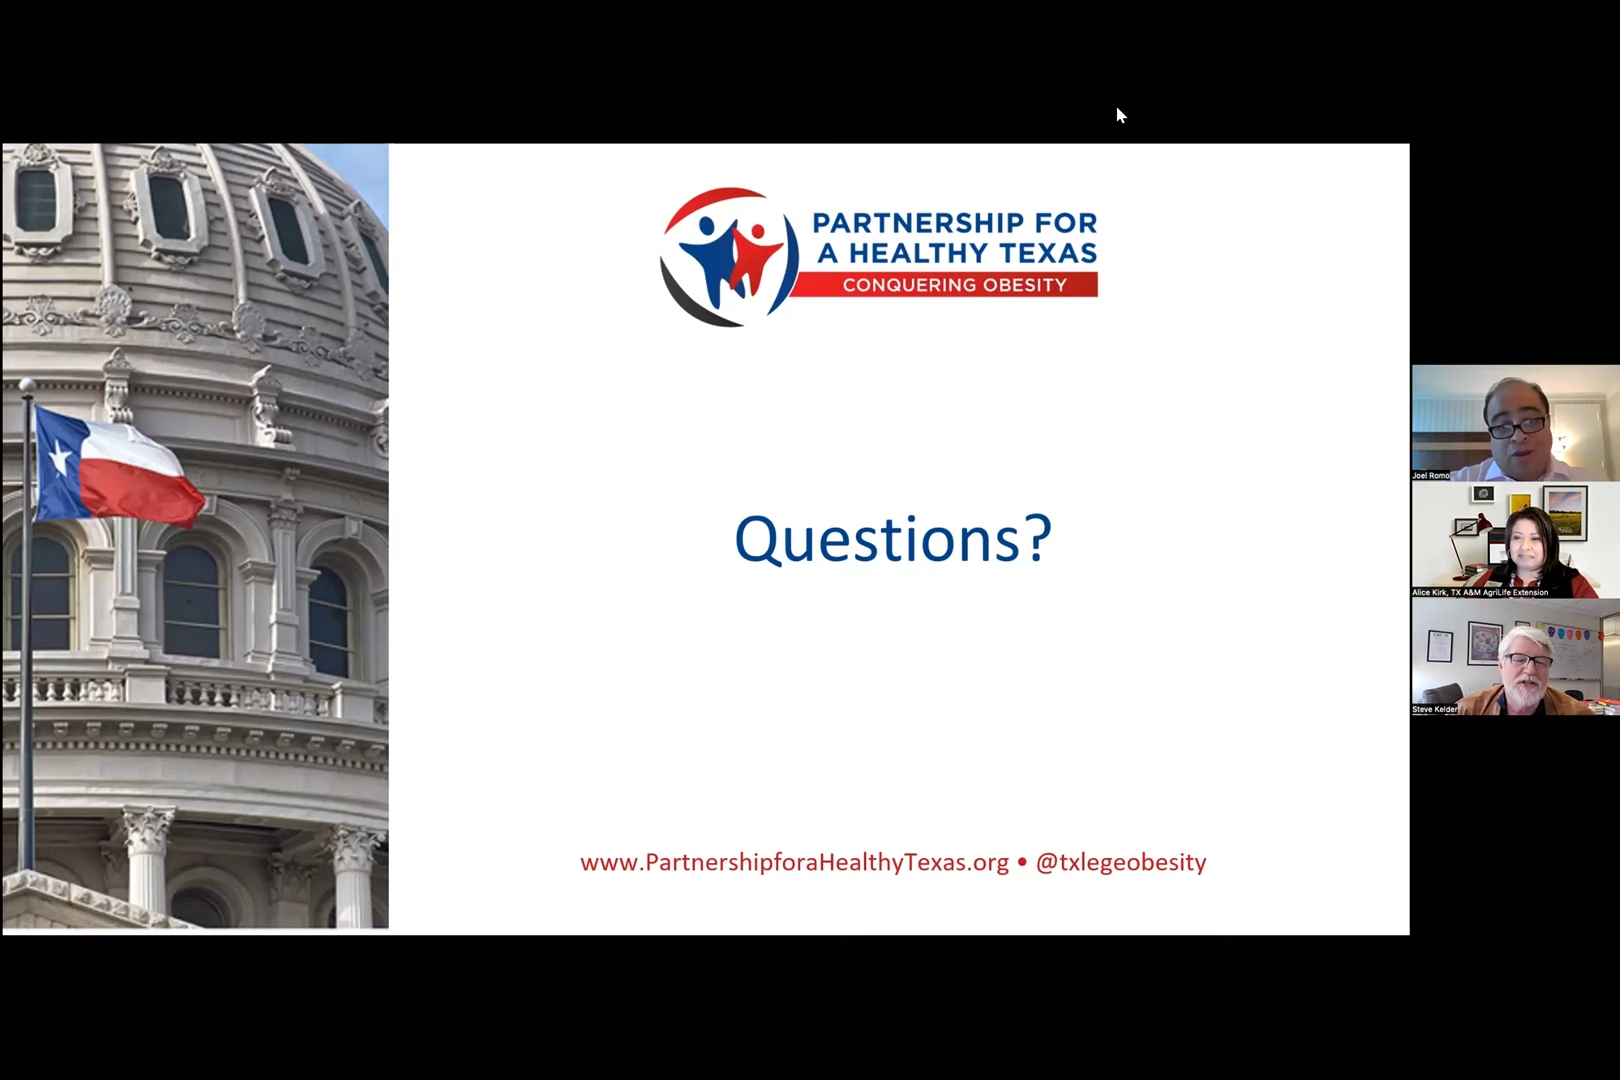 PARTNERSHIP FOR
A HEALTHY TEXAS
CONQUERING OBESITY
Questions?
www.PartnershipforaHealthyTexas.org • @txlegeobesity
Joel Romo
Alice Kirk, TX A&M AgriLife Extension
Steve Kelder